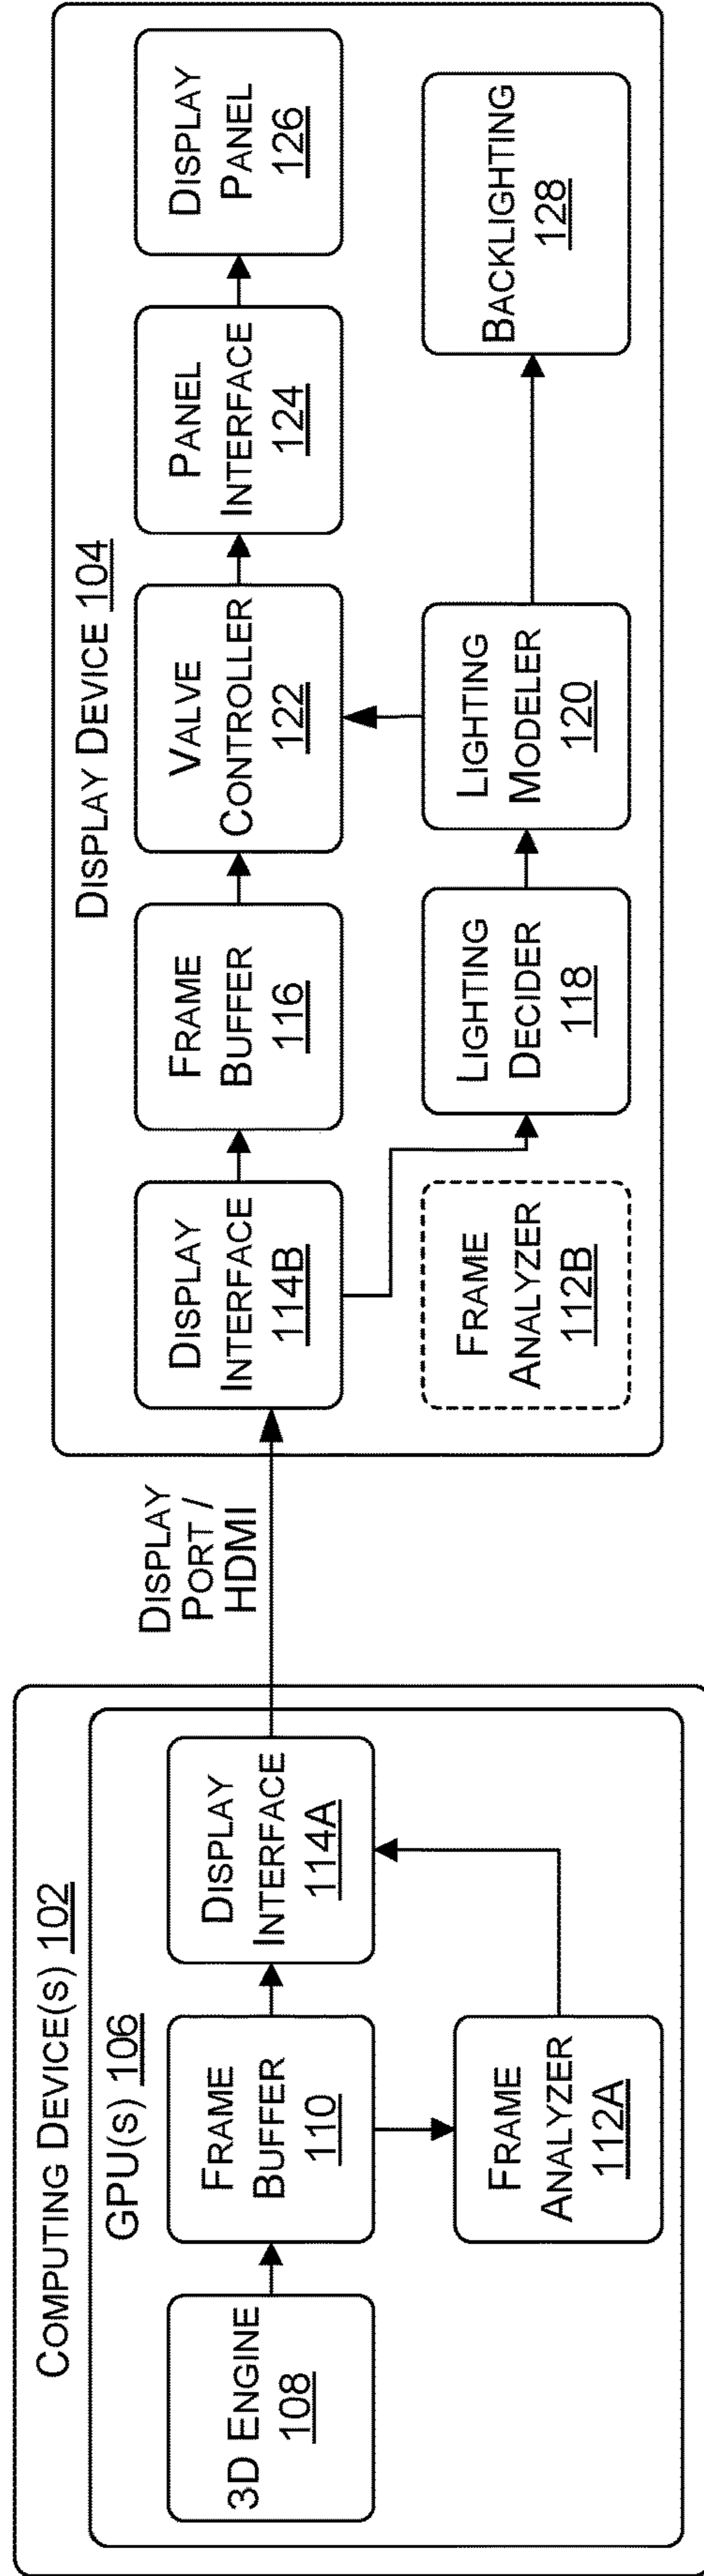 COMPUTING DEVICE(S) 102
GPU(S) 106
3D ENGINE
108
FRAME
BUFFER
110
DISPLAY
INTERFACE
114A
FRAME
ANALYZER
112A
DISPLAY
PORT /
HDMI
DISPLAY DEVICE 104
DISPLAY
INTERFACE
114B
FRAME
BUFFER
116
VALVE
CONTROLLER
122
PANEL
INTERFACE
124
DISPLAY
PANEL
126
FRAME
ANALYZER
112B
LIGHTING
DECIDER
118
LIGHTING
MODELER
120
BACKLIGHTING
128